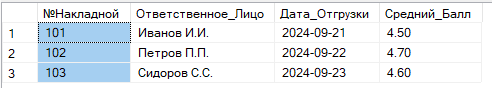 №Накладной Ответственное_Лицо Дата_Отгрузки Средний_Балл
1 101 Иванов И.И. 2024-09-21 4.50
2 102 Петров П.П. 2024-09-22 4.70
3 103 Сидоров С.С. 2024-09-23 4.60